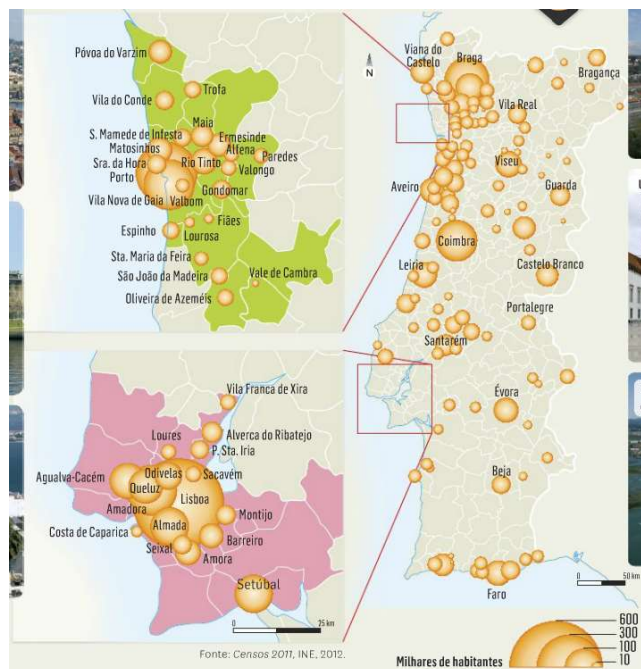 Póvoa do Varzim
Vila do Conde
Trofa
Maia
S. Mamede de Infesta
Ermesinde
Matosinhos
Alfena
Paredes
Sra. da Hora
Rio Tinto
Valongo
Porto
Gondomar
Vila Nova de Gaia
Valbom
Fiães
Espinho
Lourosa
Sta. Maria da Feira
São João da Madeira
Vale de Cambra
Oliveira de Azeméis
Vila Franca de Xira
Loures
Alverca do Ribatejo
P. Sta. Iria
Agualva-Cacém
Odivelas
Sacavém
Queluz
Lisboa
Amadora
Montijo
Almada
Costa de Caparica
Barreiro
Seixal
Amora
Setúbal
0
25 km
Fonte: Censos 2011, INE, 2012.
N
Viana do
Castelo
Braga
Bragança
Vila Real
Viseu
Aveiro
Guarda
Coimbra
Leiria
Castelo Branco
Portalegre
Santarém
Évora
Beja
Faro
0
50 km
600
300
100
10
Milhares de habitantes